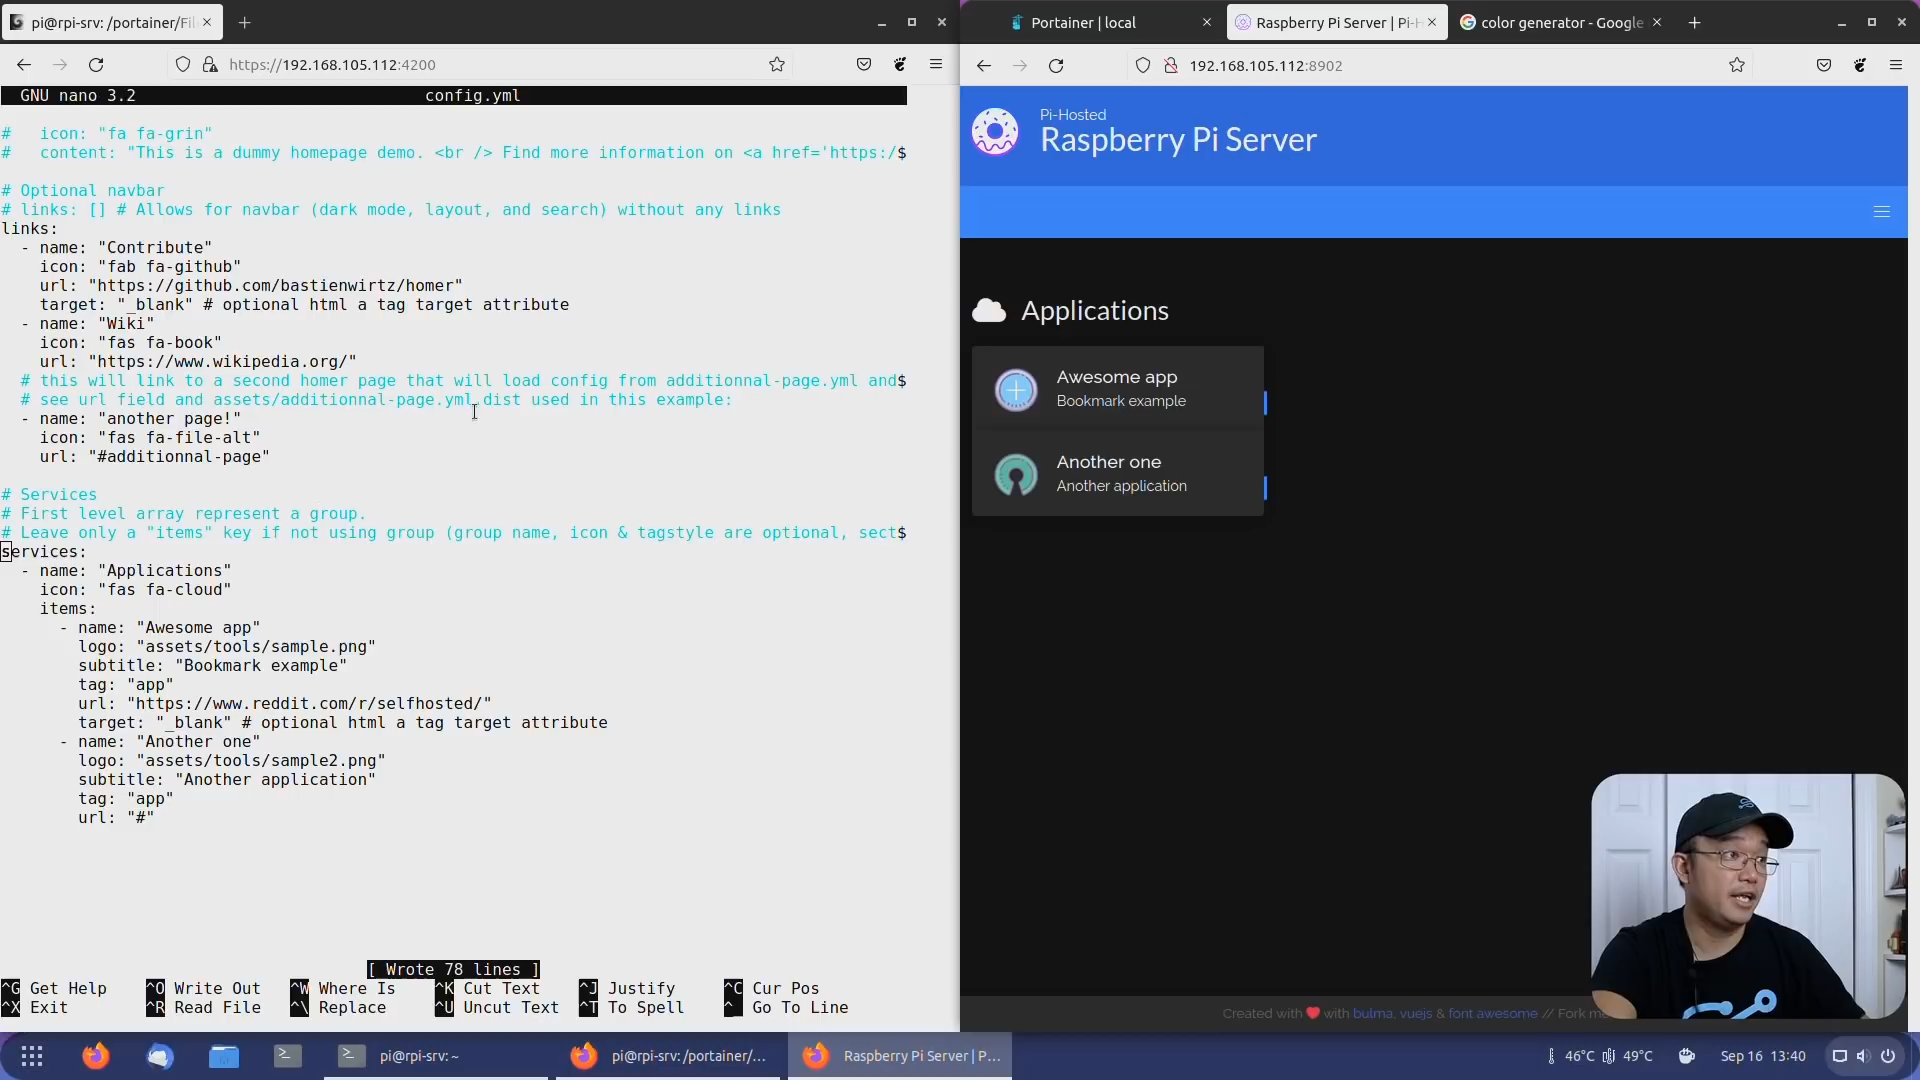 pi@rpi-srv: /portainer/Fil
https://192.168.105.112:4200
GNU nano 3.2
config.yml
#   icon: "fa fa-grin"
#   content: "This is a dummy homepage demo. <br /> Find more information on <a href='https:/$
# Optional navbar
# links: [] # Allows for navbar (dark mode, layout, and search) without any links
links:
  - name: "Contribute"
    icon: "fab fa-github"
    url: "https://github.com/bastienwirtz/homer"
    target: "_blank" # optional html a tag target attribute
  - name: "Wiki"
    icon: "fas fa-book"
    url: "https://www.wikipedia.org/"
  # this will link to a second homer page that will load config from additionnal-page.yml and$
  # see url field and assets/additionnal-page.yml.dist used in this example:
  - name: "another page!"
    icon: "fas fa-file-alt"
    url: "#additionnal-page"
# Services
# First level array represent a group.
# Leave only a "items" key if not using group (group name, icon & tagstyle are optional, sect$
services:
  - name: "Applications"
    icon: "fas fa-cloud"
    items:
      - name: "Awesome app"
        logo: "assets/tools/sample.png"
        subtitle: "Bookmark example"
        tag: "app"
        url: "https://www.reddit.com/r/selfhosted/"
        target: "_blank" # optional html a tag target attribute
      - name: "Another one"
        logo: "assets/tools/sample2.png"
        subtitle: "Another application"
        tag: "app"
        url: "#"
[ Wrote 78 lines ]
^G Get Help ^O Write Out ^W Where Is ^K Cut Text ^J Justify ^C Cur Pos
^X Exit ^R Read File ^\ Replace ^U Uncut Text ^T To Spell ^_ Go To Line
Portainer | local
Raspberry Pi Server | Pi-H
color generator - Google
192.168.105.112:8902
Pi-Hosted
Raspberry Pi Server
Applications
Awesome app
Bookmark example
Another one
Another application
Created with ❤️ with bulma, vuejs & font awesome // Fork me
pi@rpi-srv: ~
pi@rpi-srv: /portainer/...
Raspberry Pi Server | P...
46°C
49°C
Sep 16 13:40